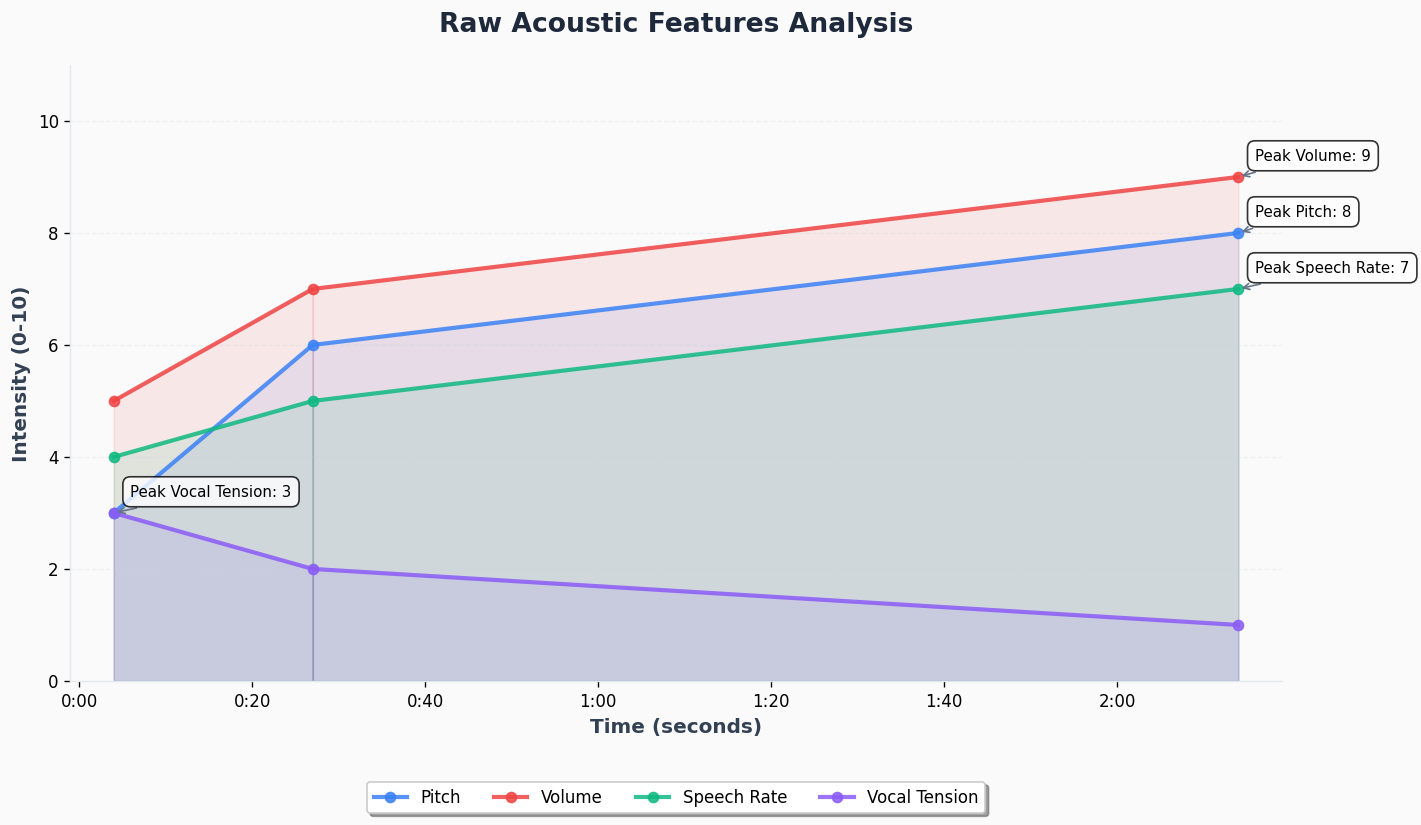 Raw Acoustic Features Analysis
Intensity (0-10)
10
8
6
4
2
0
Peak Volume: 9
Peak Pitch: 8
Peak Speech Rate: 7
Peak Vocal Tension: 3
0:00 0:20 0:40 1:00 1:20 1:40 2:00
Time (seconds)
Pitch Volume Speech Rate Vocal Tension